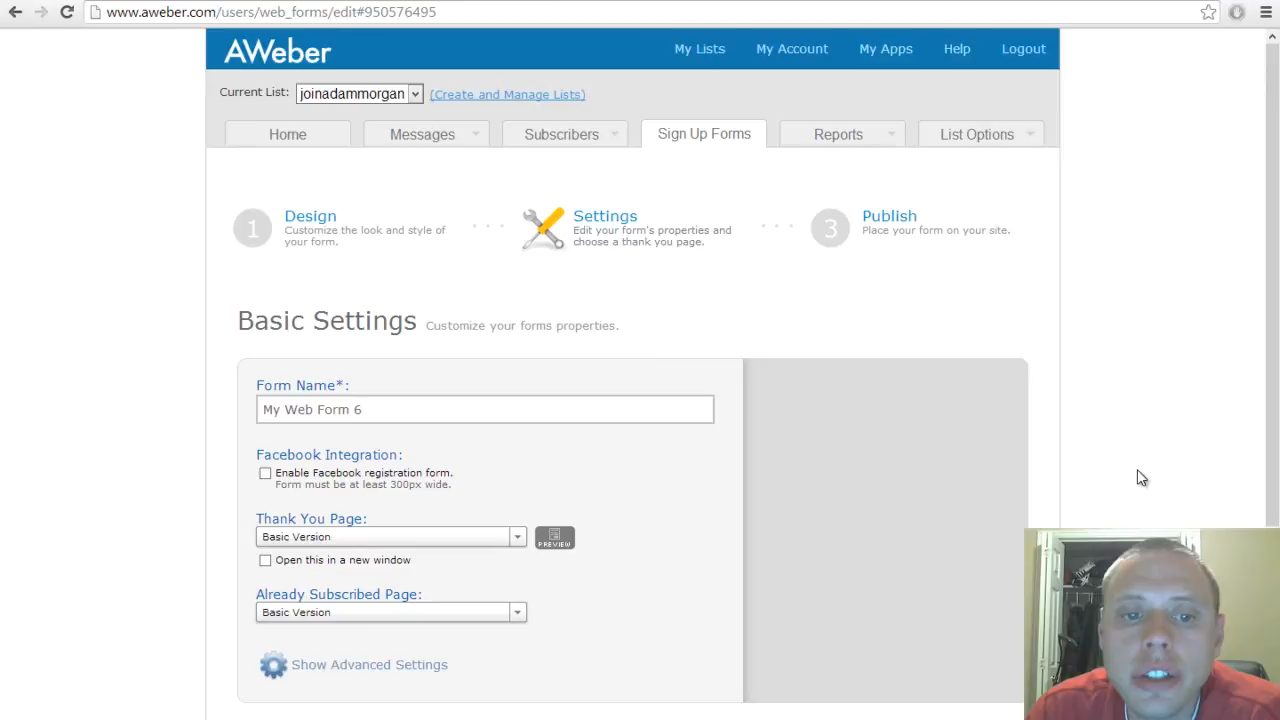 www.aweber.com/users/web_forms/edit#950576495
AWeber
My Lists My Account My Apps Help Logout
Current List: joinadammorgan (Create and Manage Lists)
Home Messages Subscribers Sign Up Forms Reports List Options
1 Design Settings 3 Publish
Customize the look and style of your form.
Edit your form's properties and choose a thank you page.
Place your form on your site.
Basic Settings Customize your forms properties.
Form Name*:
My Web Form 6
Facebook Integration:
Enable Facebook registration form.
Form must be at least 300px wide.
Thank You Page:
Basic Version PREVIEW
Open this in a new window
Already Subscribed Page:
Basic Version
Show Advanced Settings